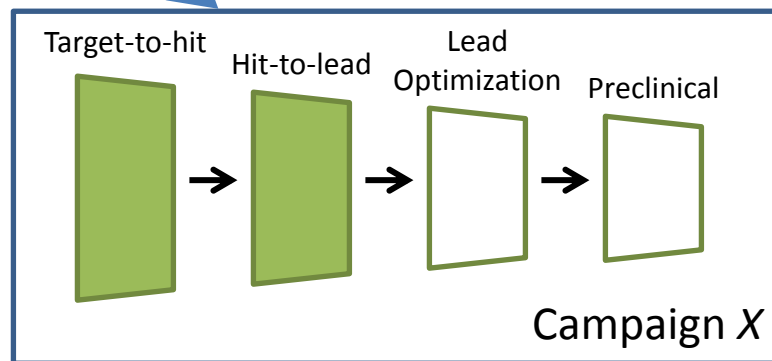 Target-to-hit
Hit-to-lead
Lead
Optimization
Preclinical
Campaign X